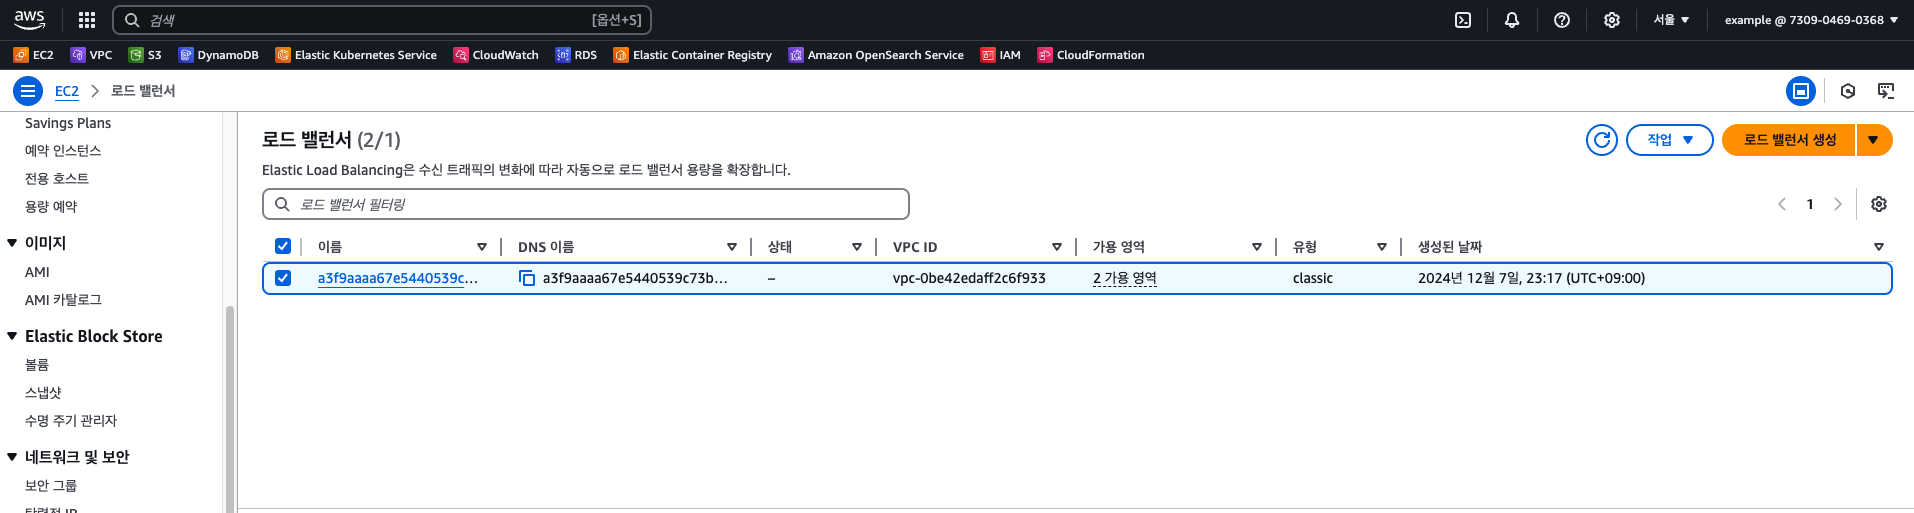 aws 검색 [옵션+S] 서울 example @ 7309-0469-0368
EC2 VPC S3 DynamoDB Elastic Kubernetes Service CloudWatch RDS Elastic Container Registry Amazon OpenSearch Service IAM CloudFormation
EC2 > 로드 밸런서
Savings Plans
예약 인스턴스
전용 호스트
용량 예약
이미지
AMI
AMI 카탈로그
Elastic Block Store
볼륨
스냅샷
수명 주기 관리자
네트워크 및 보안
보안 그룹
로드 밸런서 (2/1)
작업
로드 밸런서 생성
Elastic Load Balancing은 수신 트래픽의 변화에 따라 자동으로 로드 밸런서 용량을 확장합니다.
로드 밸런서 필터링
1
이름 DNS 이름 상태 VPC ID 가용 영역 유형 생성된 날짜
a3f9aaaa67e5440539c... a3f9aaaa67e5440539c73b... – vpc-0be42edaff2c6f933 2 가용 영역 classic 2024년 12월 7일, 23:17 (UTC+09:00)